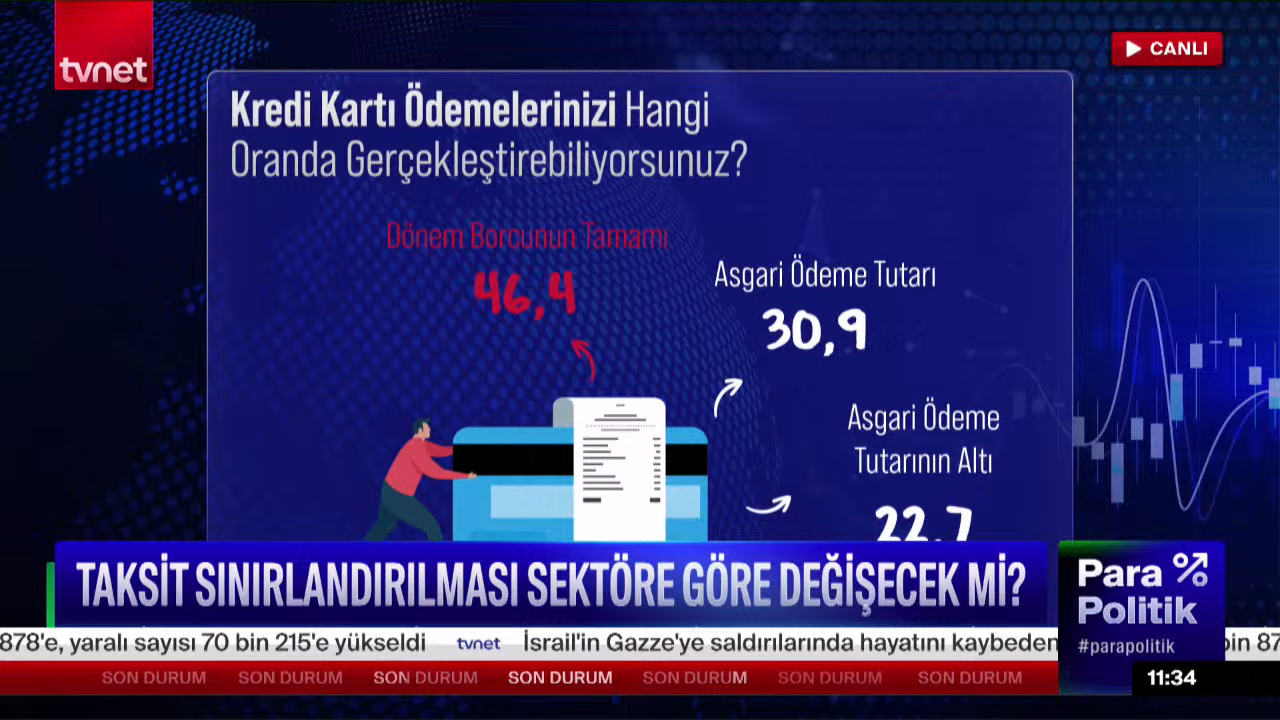 tvnet
CANLI
Kredi Kartı Ödemelerinizi Hangi
Oranda Gerçekleştirebiliyorsunuz?
Dönem Borcunun Tamamı
46,4
Asgari Ödeme Tutarı
30,9
Asgari Ödeme
Tutarının Altı
22,7
TAKSİT SINIRLANDIRILMASI SEKTÖRE GÖRE DEĞİŞECEK Mİ?
Para %
Politik
#parapolitik
878'e, yaralı sayısı 70 bin 215'e yükseldi tvnet İsrail'in Gazze'ye saldırılarında hayatını kaybeden bin 87
SON DURUM SON DURUM SON DURUM SON DURUM SON DURUM SON DURUM SON DURUM
11:34